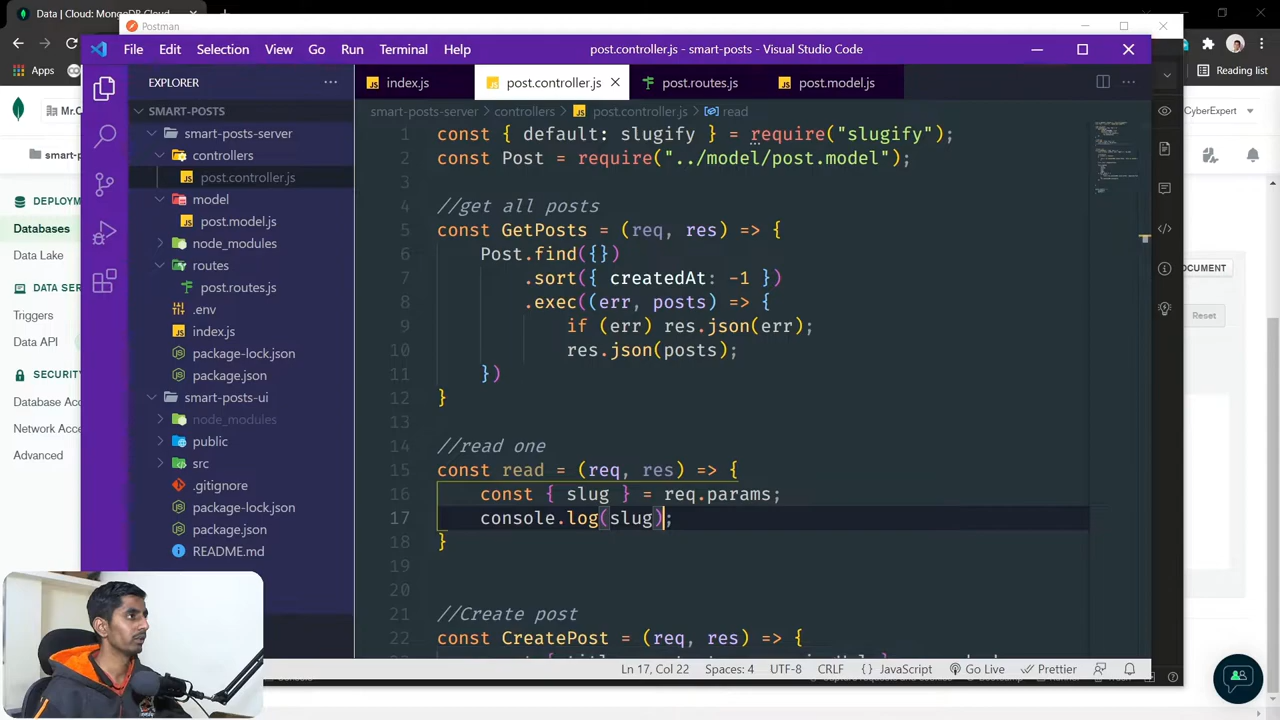 Data | Cloud: MongoDB Cloud
Postman
File Edit Selection View Go Run Terminal Help
post.controller.js - smart-posts - Visual Studio Code
Apps
Reading list
EXPLORER
index.js
post.controller.js
post.routes.js
post.model.js
Mr.C
CyberExpert
SMART-POSTS
smart-posts-server > controllers > post.controller.js > read
smart-posts-server
controllers
post.controller.js
model
post.model.js
node_modules
routes
post.routes.js
.env
index.js
package-lock.json
package.json
smart-posts-ui
node_modules
public
src
.gitignore
package-lock.json
package.json
README.md
smart-p
DEPLOYM
Databases
Data Lake
DATA SER
Triggers
Data API
SECURITY
Database Acc
Network Acce
Advanced
1 const { default: slugify } = require("slugify");
2 const Post = require("../model/post.model");
3
4 //get all posts
5 const GetPosts = (req, res) => {
6 Post.find({})
7 .sort({ createdAt: -1 })
8 .exec((err, posts) => {
9 if (err) res.json(err);
10 res.json(posts);
11 })
12 }
13
14 //read one
15 const read = (req, res) => {
16 const { slug } = req.params;
17 console.log(slug);
18 }
19
20
21 //Create post
22 const CreatePost = (req, res) => {
OCUMENT
Reset
Ln 17, Col 22 Spaces: 4 UTF-8 CRLF {} JavaScript Go Live Prettier